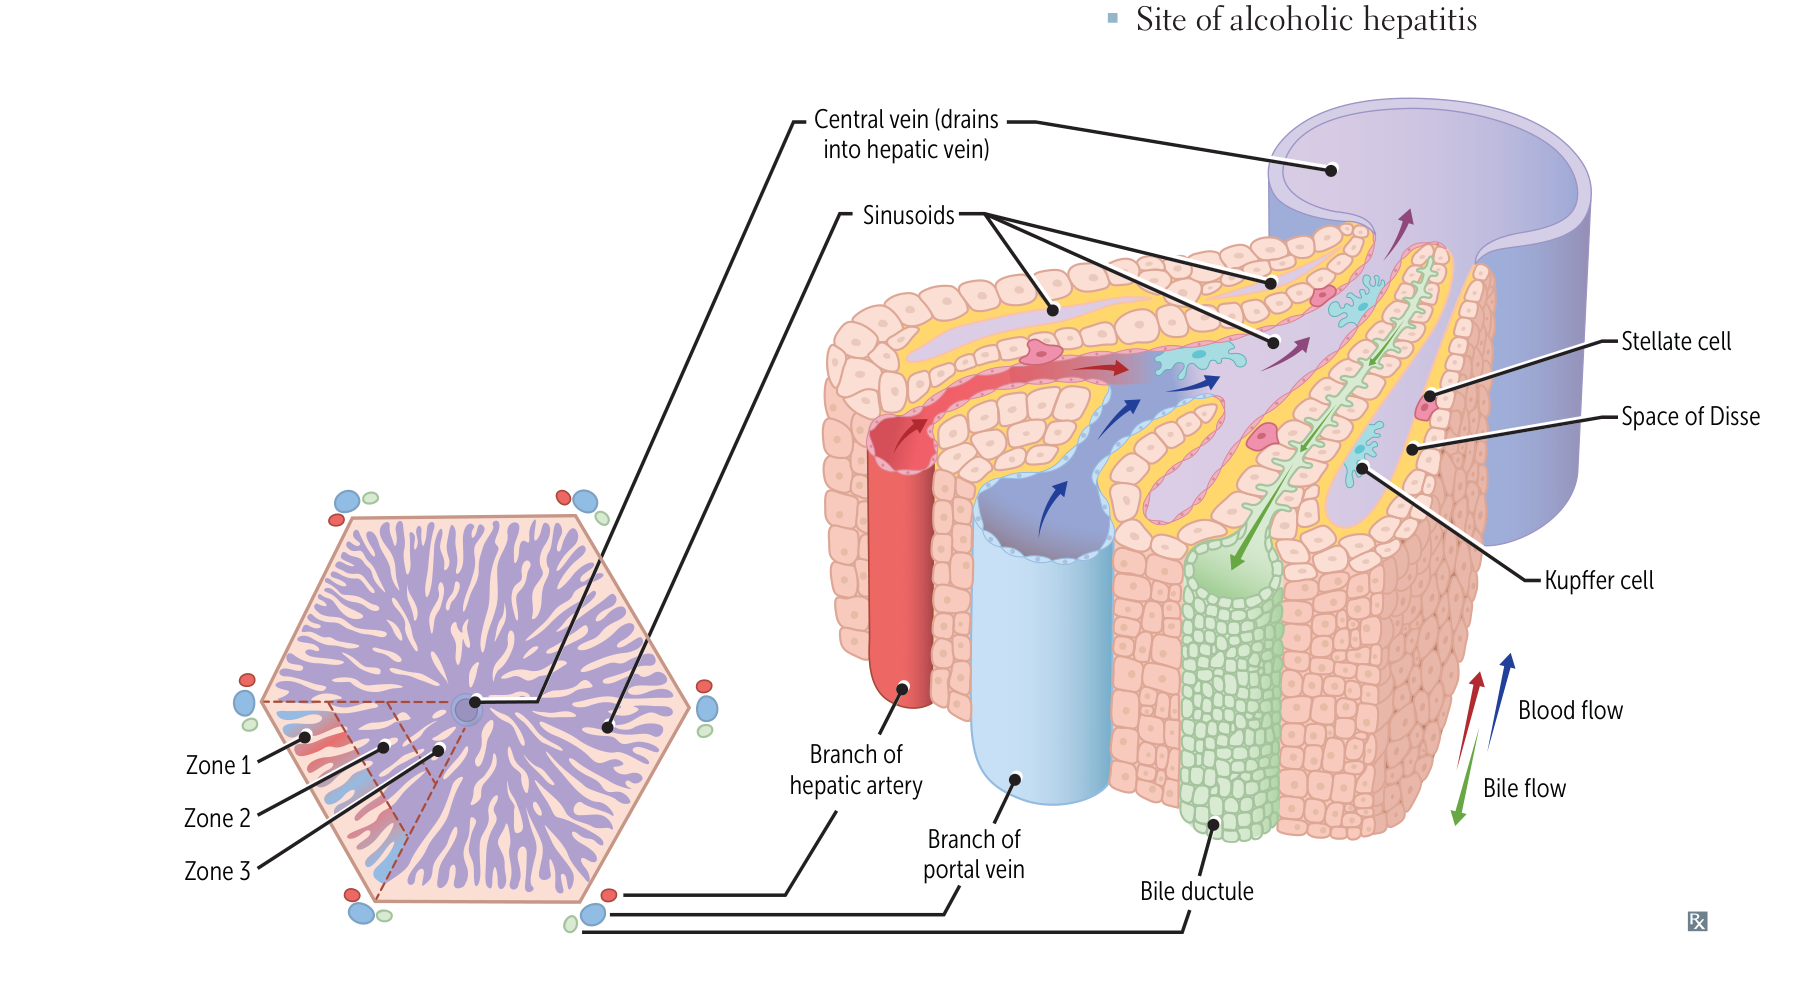 Site of alcoholic hepatitis
Central vein (drains
into hepatic vein)
Sinusoids
Stellate cell
Space of Disse
Kupffer cell
Blood flow
Bile flow
Zone 1
Zone 2
Zone 3
Branch of
hepatic artery
Branch of
portal vein
Bile ductule
Rx